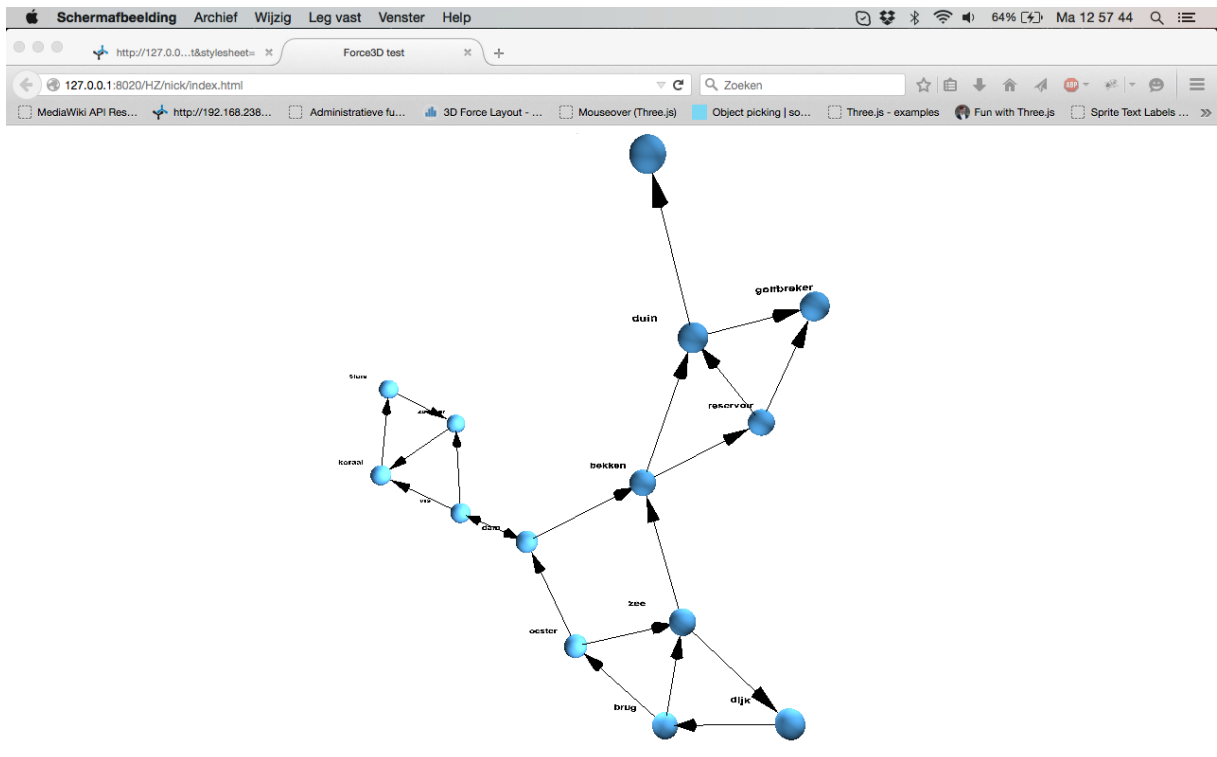 Schermafbeelding Archief Wijzig Leg vast Venster Help 64% Ma 12 57 44
http://127.0.0...t&stylesheet= × Force3D test × +
127.0.0.1:8020/HZ/nick/index.html Zoeken ABP
MediaWiki API Res... http://192.168.238... Administratieve fu... 3D Force Layout - ... Mouseover (Three.js) Object picking | so... Three.js - examples Fun with Three.js Sprite Text Labels ... »
golfbreker
duin
reservoir
koraal
bekken
vis
dam
zee
oester
dijk
brug